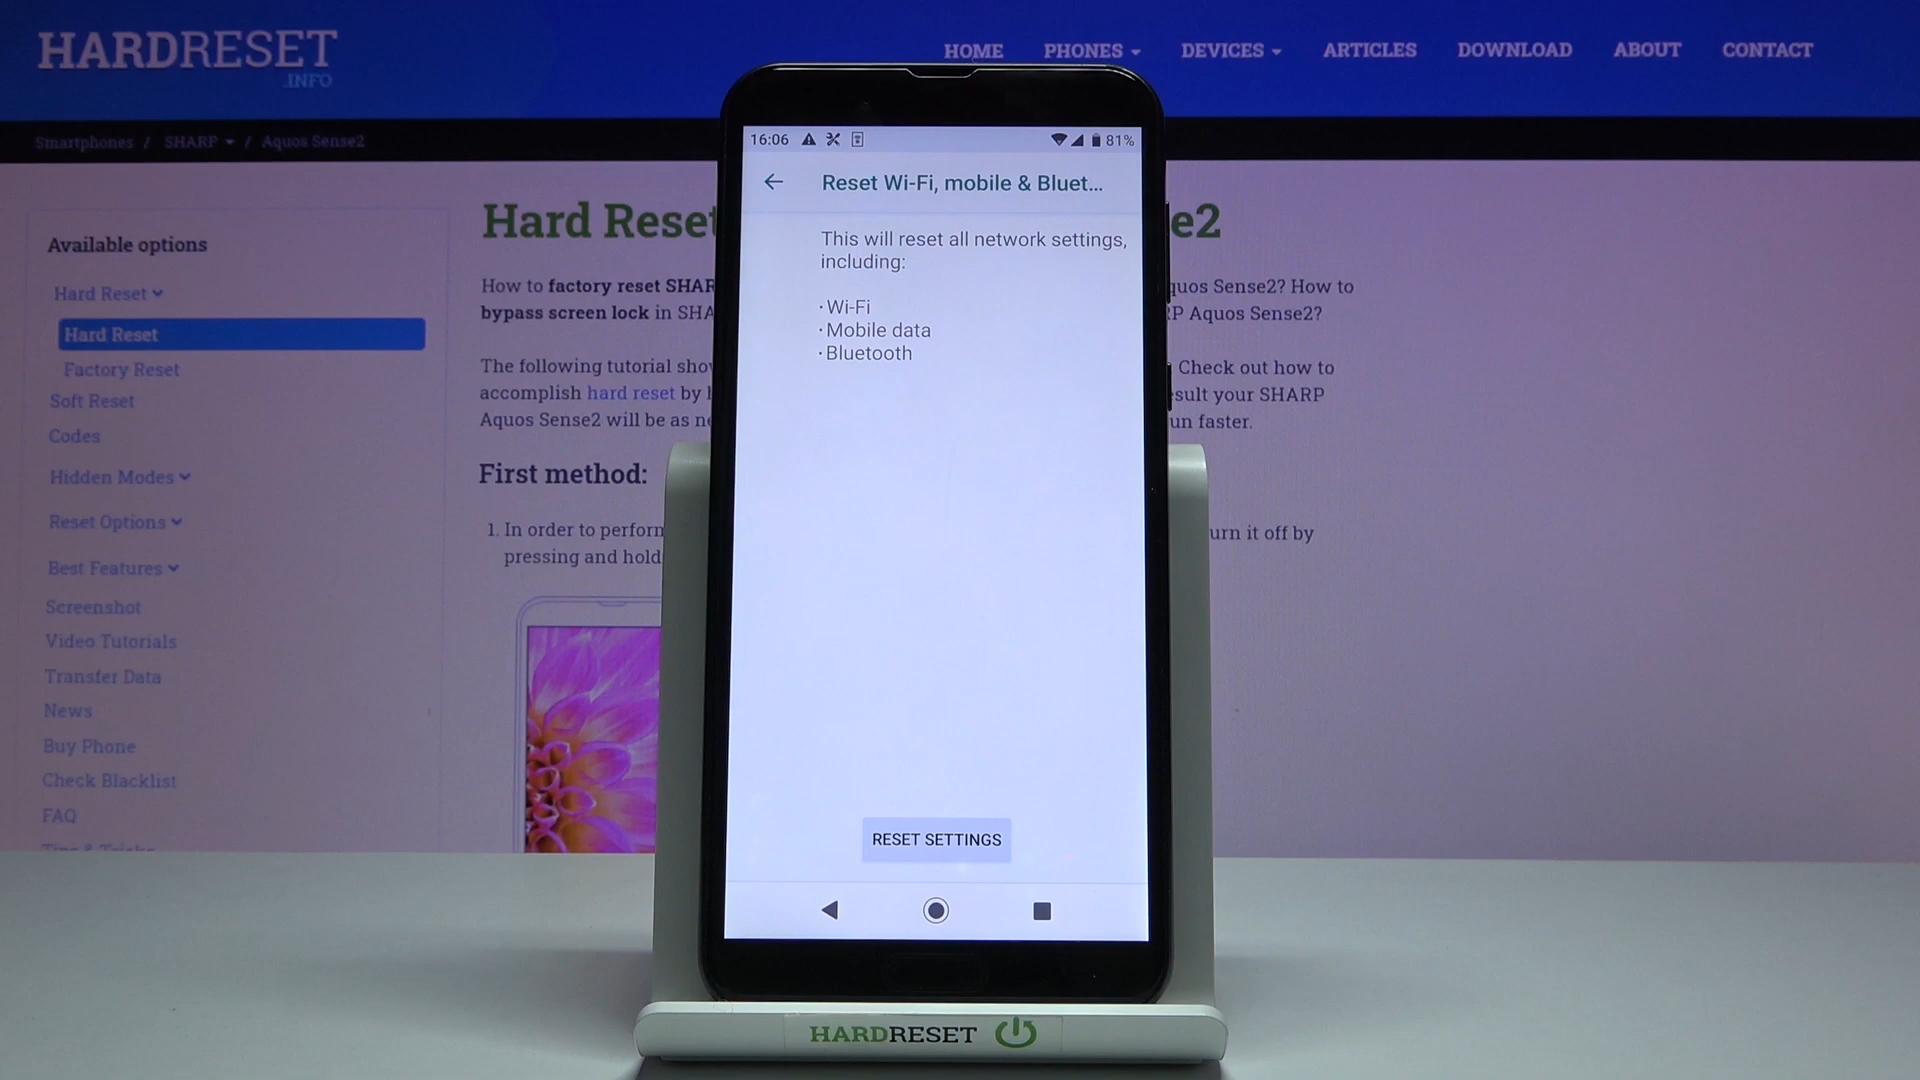 HARDRESET
.INFO
HOME PHONES DEVICES ARTICLES DOWNLOAD ABOUT CONTACT
Smartphones / SHARP / Aquos Sense2
Available options
Hard Reset
Hard Reset
Factory Reset
Soft Reset
Codes
Hidden Modes
Reset Options
Best Features
Screenshot
Video Tutorials
Transfer Data
News
Buy Phone
Check Blacklist
FAQ
Tips & Tricks
Hard Reset
e2
How to factory reset SHAR
quos Sense2? How to
bypass screen lock in SHA
P Aquos Sense2?
The following tutorial show
Check out how to
accomplish hard reset by
sult your SHARP
Aquos Sense2 will be as ne
un faster.
First method:
1. In order to perform
urn it off by
pressing and hold
16:06 81%
Reset Wi-Fi, mobile & Bluet...
This will reset all network settings,
including:
·Wi-Fi
·Mobile data
·Bluetooth
RESET SETTINGS
HARDRESET